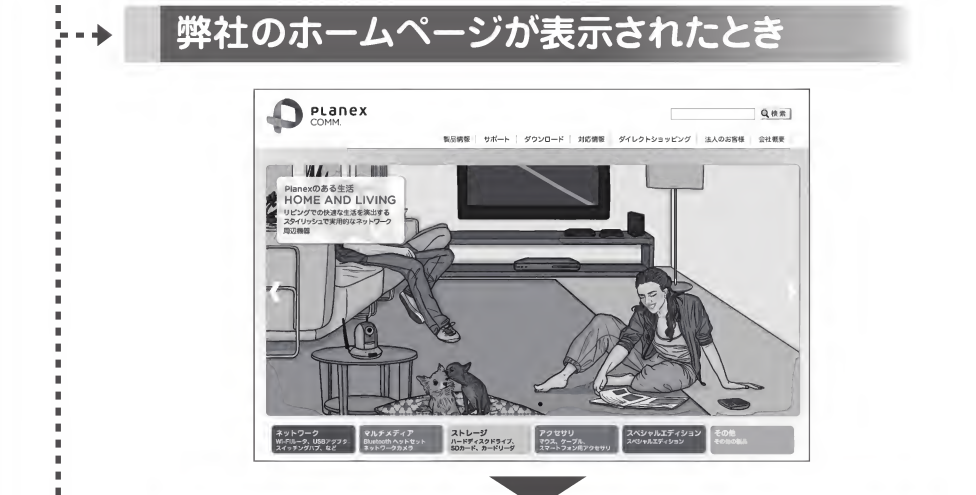 弊社のホームページが表示されたとき
PLANEX
COMM.
検索
製品情報 サポート ダウンロード 対応情報 ダイレクトショッピング 法人のお客様 会社概要
Planexのある生活
HOME AND LIVING
リビングでの快適な生活を演出する
スタイリッシュで実用的なネットワーク
周辺機器
ネットワーク
Wi-Fiルータ、USBアダプタ
スイッチングハブ、など
マルチメディア
Bluetooth ヘッドセット
ネットワークカメラ
ストレージ
ハードディスクドライブ、
SDカード、カードリーダ
アクセサリ
マウス、ケーブル、
スマートフォン用アクセサリ
スペシャルエディション
スペシャルエディション
その他
その他の製品